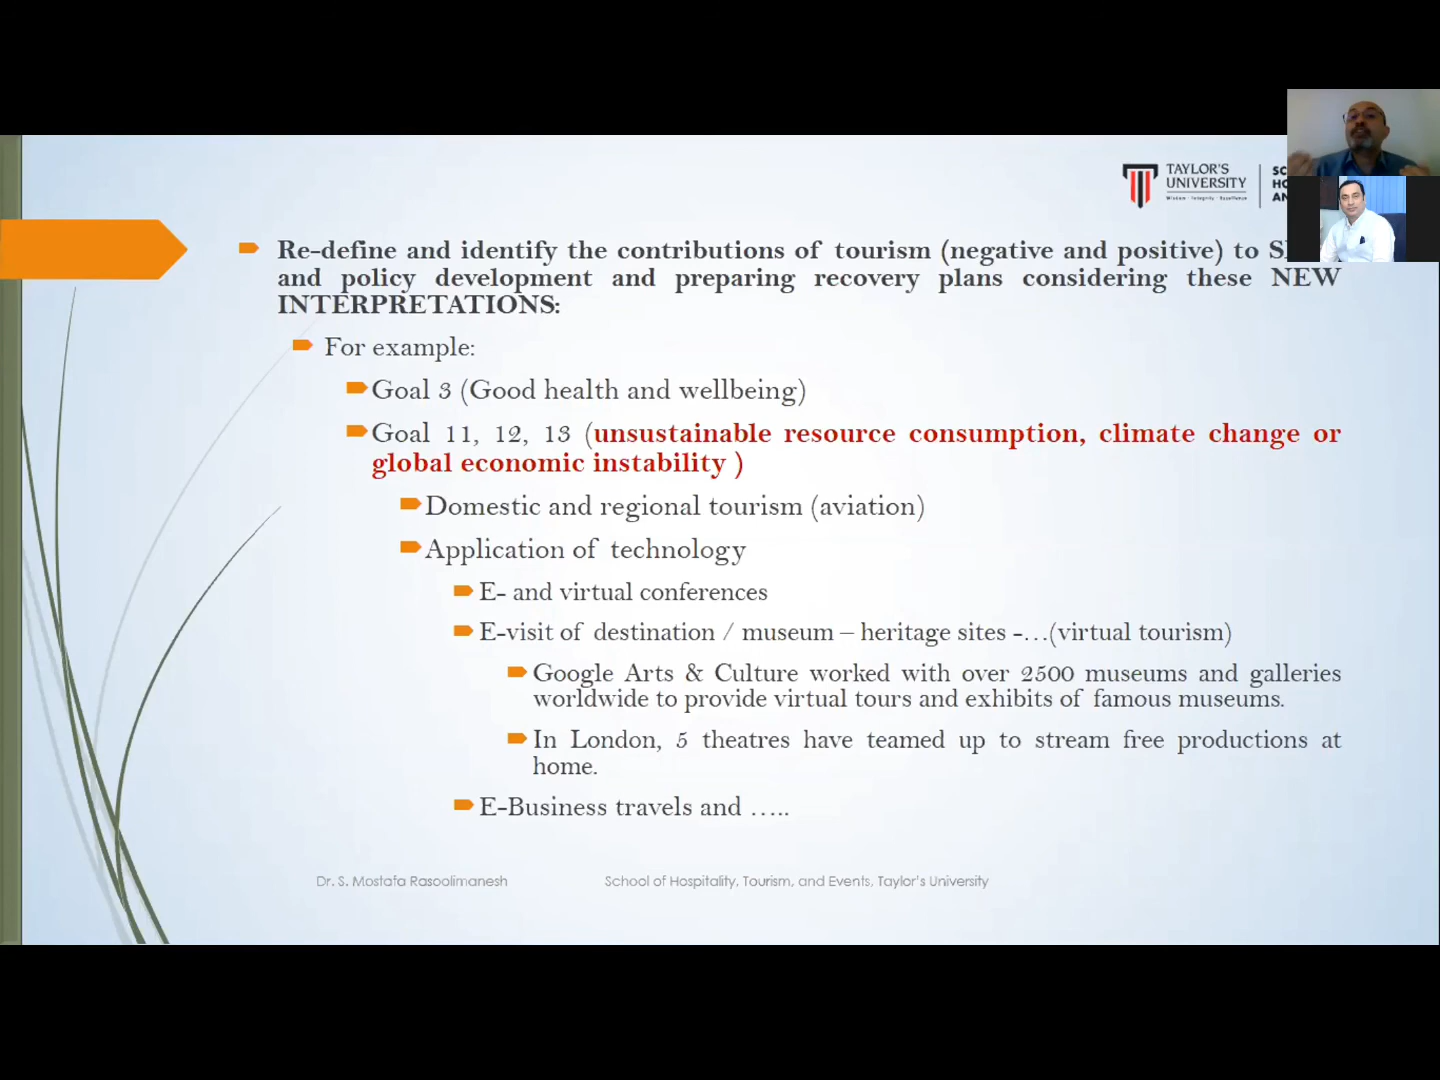 TAYLOR'S
UNIVERSITY
Wisdom · Integrity · Excellence
Re-define and identify the contributions of tourism (negative and positive) to
and policy development and preparing recovery plans considering these NEW
INTERPRETATIONS:
For example:
Goal 3 (Good health and wellbeing)
Goal 11, 12, 13 (unsustainable resource consumption, climate change or
global economic instability )
Domestic and regional tourism (aviation)
Application of technology
E- and virtual conferences
E-visit of destination / museum – heritage sites -…(virtual tourism)
Google Arts & Culture worked with over 2500 museums and galleries
worldwide to provide virtual tours and exhibits of famous museums.
In London, 5 theatres have teamed up to stream free productions at
home.
E-Business travels and …..
Dr. S. Mostafa Rasoolimanesh
School of Hospitality, Tourism, and Events, Taylor's University